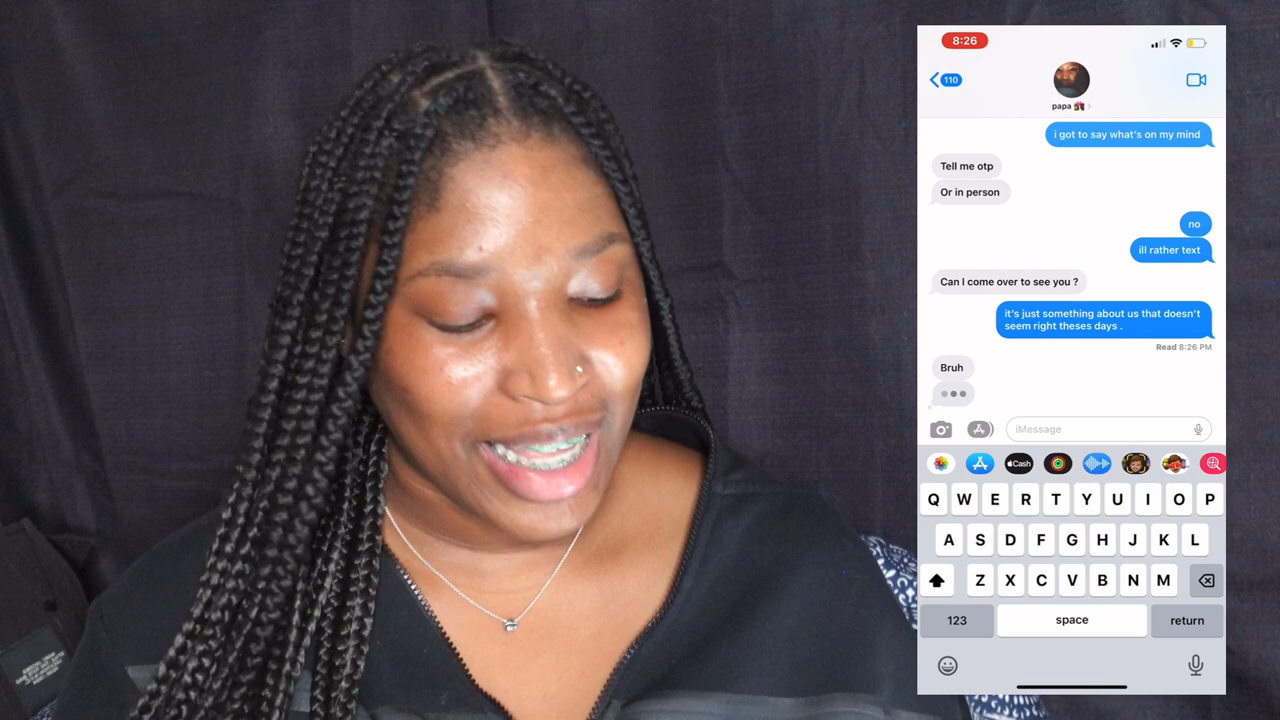 8:26
110
papa
i got to say what's on my mind
Tell me otp
Or in person
no
ill rather text
Can I come over to see you ?
it's just something about us that doesn't
seem right theses days .
Read 8:26 PM
Bruh
iMessage
Cash
Q W E R T Y U I O P
A S D F G H J K L
Z X C V B N M
123 space return